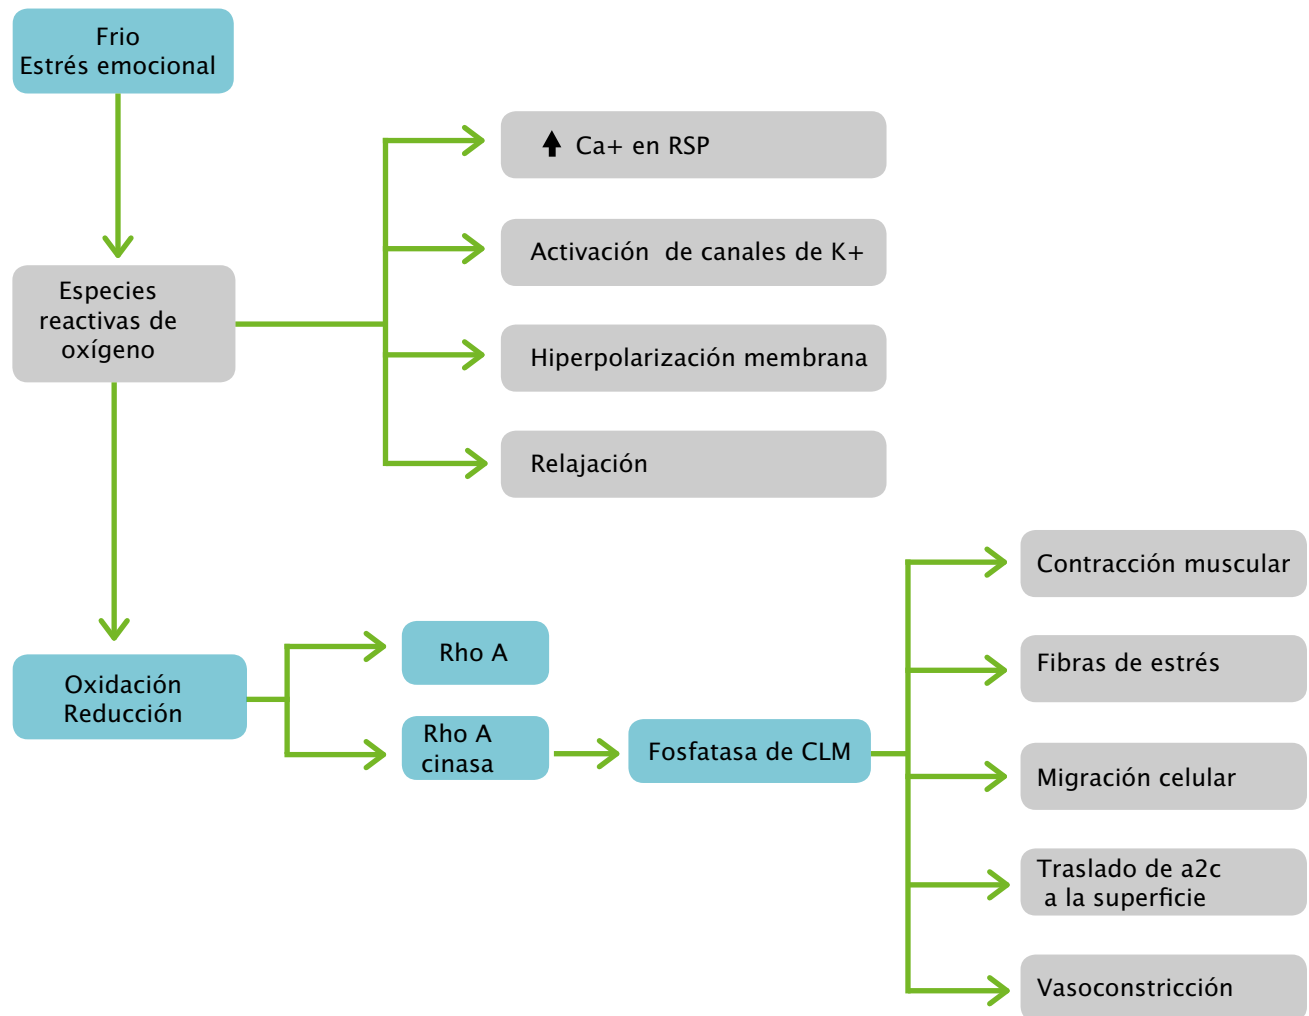 Frio
Estrés emocional
Ca+ en RSP
Activación de canales de K+
Especies
reactivas de
oxígeno
Hiperpolarización membrana
Relajación
Contracción muscular
Rho A
Fibras de estrés
Oxidación
Reducción
Rho A
cinasa
Fosfatasa de CLM
Migración celular
Traslado de a2c
a la superficie
Vasoconstricción